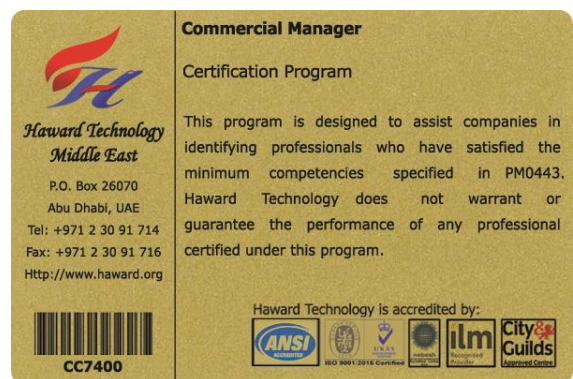 Haward Technology
Middle East
P.O. Box 26070
Abu Dhabi, UAE
Tel: +971 2 30 91 714
Fax: +971 2 30 91 716
Http://www.haward.org
CC7400
Commercial Manager
Certification Program
This program is designed to assist companies in
identifying professionals who have satisfied the
minimum competencies specified in PM0443.
Haward Technology does not warrant or
guarantee the performance of any professional
certified under this program.
Haward Technology is accredited by:
ANSI
ACCREDITED
UKAS
ISO 9001:2015 Certified
nebosh
ilm
Recognised
Provider
City&
Guilds
Approved Centre